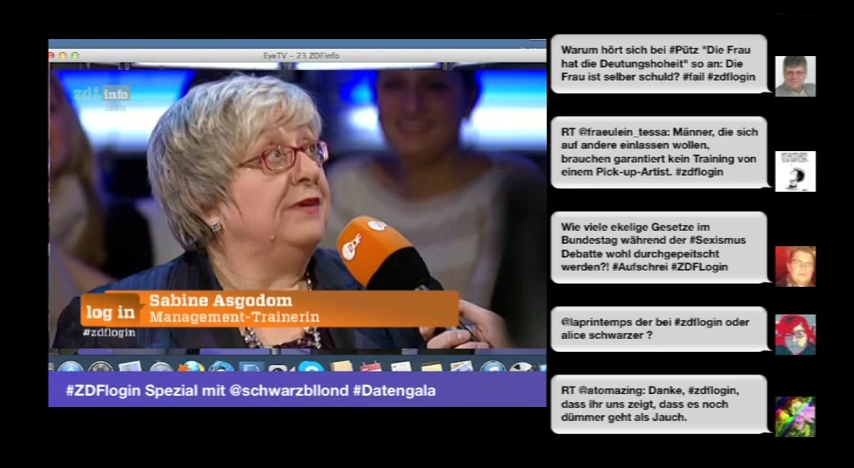 EyeTV – 23 ZDFinfo
zdf info
ZDF
log in
Sabine Asgodom
Management-Trainerin
#zdflogin
#ZDFlogin Spezial mit @schwarzbllond #Datengala
Warum hört sich bei #Pütz "Die Frau
hat die Deutungshoheit" so an: Die
Frau ist selber schuld? #fail #zdflogin
RT @fraeulein_tessa: Männer, die sich
auf andere einlassen wollen,
brauchen garantiert kein Training von
einem Pick-up-Artist. #zdflogin
Wie viele ekelige Gesetze im
Bundestag während der #Sexismus
Debatte wohl durchgepeitscht
werden?! #Aufschrei #ZDFLogin
@laprintemps der bei #zdflogin oder
alice schwarzer ?
RT @atomazing: Danke, #zdflogin,
dass ihr uns zeigt, dass es noch
dümmer geht als Jauch.